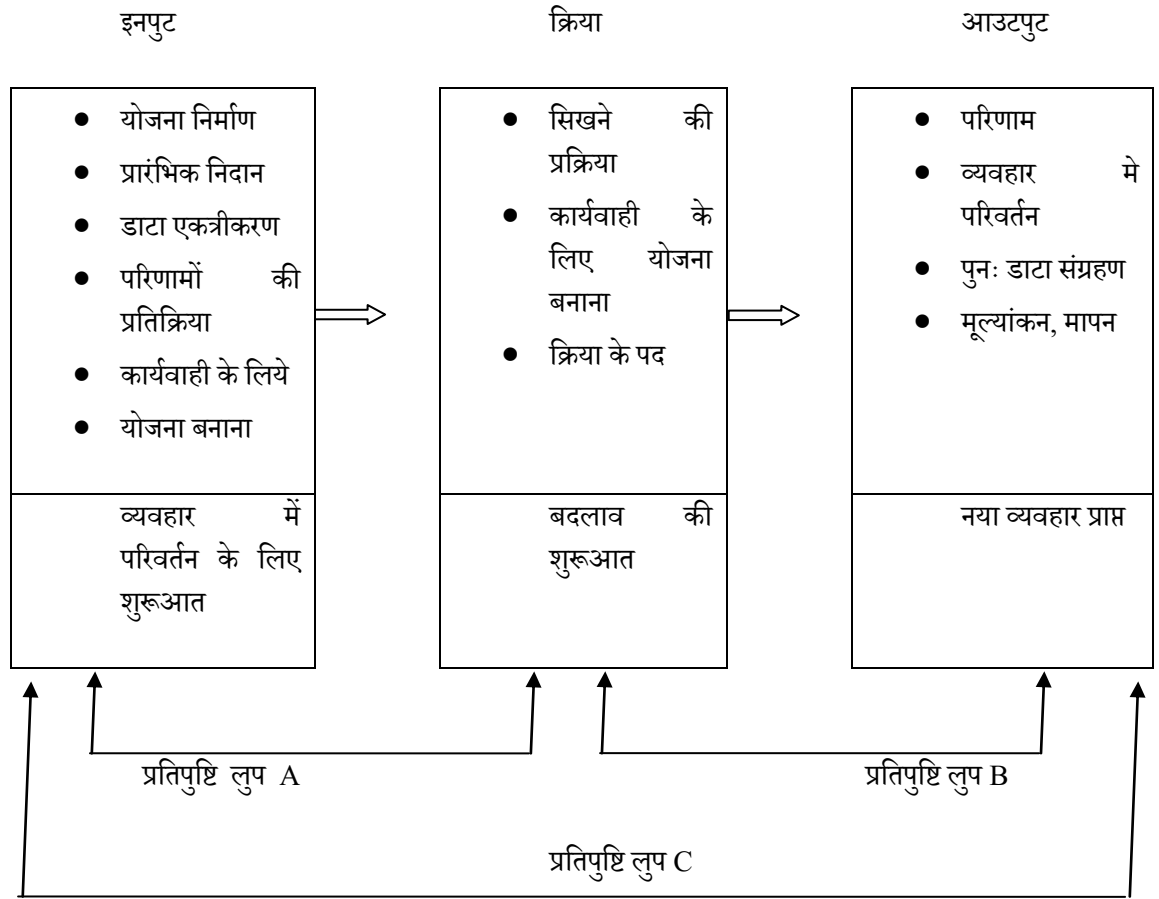 इनपुट
क्रिया
आउटपुट
● योजना निर्माण
● प्रारंभिक निदान
● डाटा एकत्रीकरण
● परिणामों की
प्रतिक्रिया
● कार्यवाही के लिये
● योजना बनाना
व्यवहार में
परिवर्तन के लिए
शुरूआत
● सिखने की
प्रक्रिया
● कार्यवाही के
लिए योजना
बनाना
● क्रिया के पद
बदलाव की
शुरूआत
● परिणाम
● व्यवहार मे
परिवर्तन
● पुनः डाटा संग्रहण
● मूल्यांकन, मापन
नया व्यवहार प्राप्त
प्रतिपुष्टि लुप A
प्रतिपुष्टि लुप B
प्रतिपुष्टि लुप C